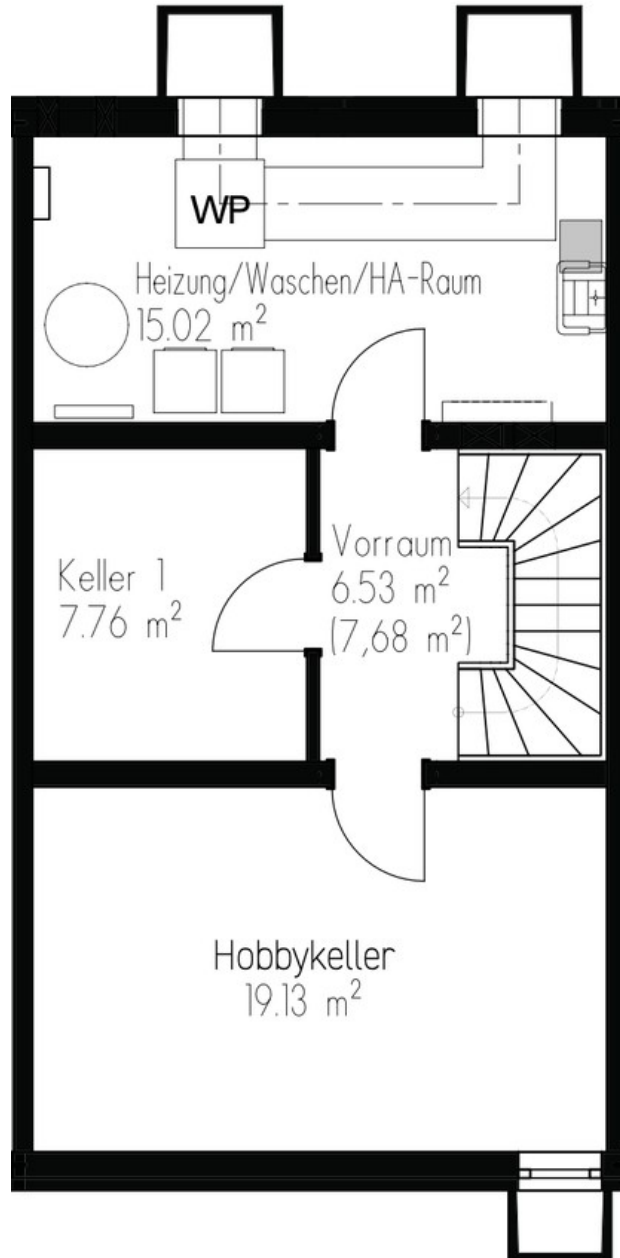 WP
Heizung/Waschen/HA-Raum
15.02 m²
Keller 1
7.76 m²
Vorraum
6.53 m²
(7,68 m²)
Hobbykeller
19.13 m²